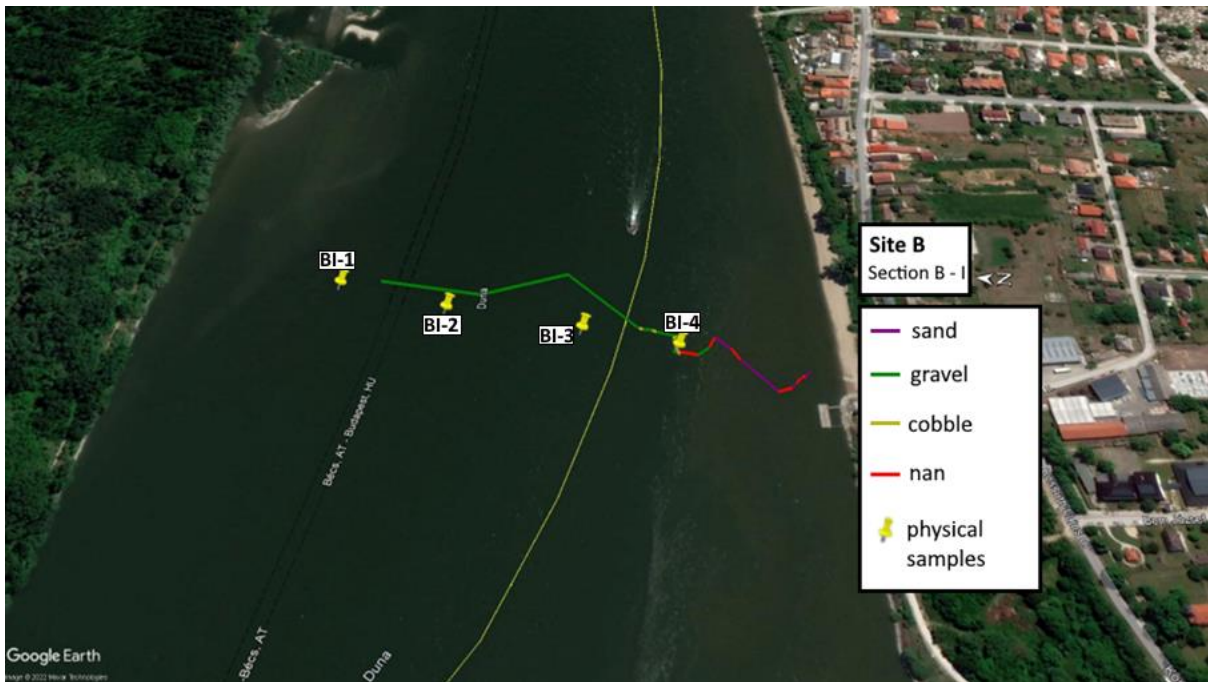 BI-1
BI-2
Duna
BI-3
BI-4
Bécs, AT - Budapest, HU
-Bécs, AT
Duna
Site B
Section B - I
N
sand
gravel
cobble
nan
physical
samples
Google Earth